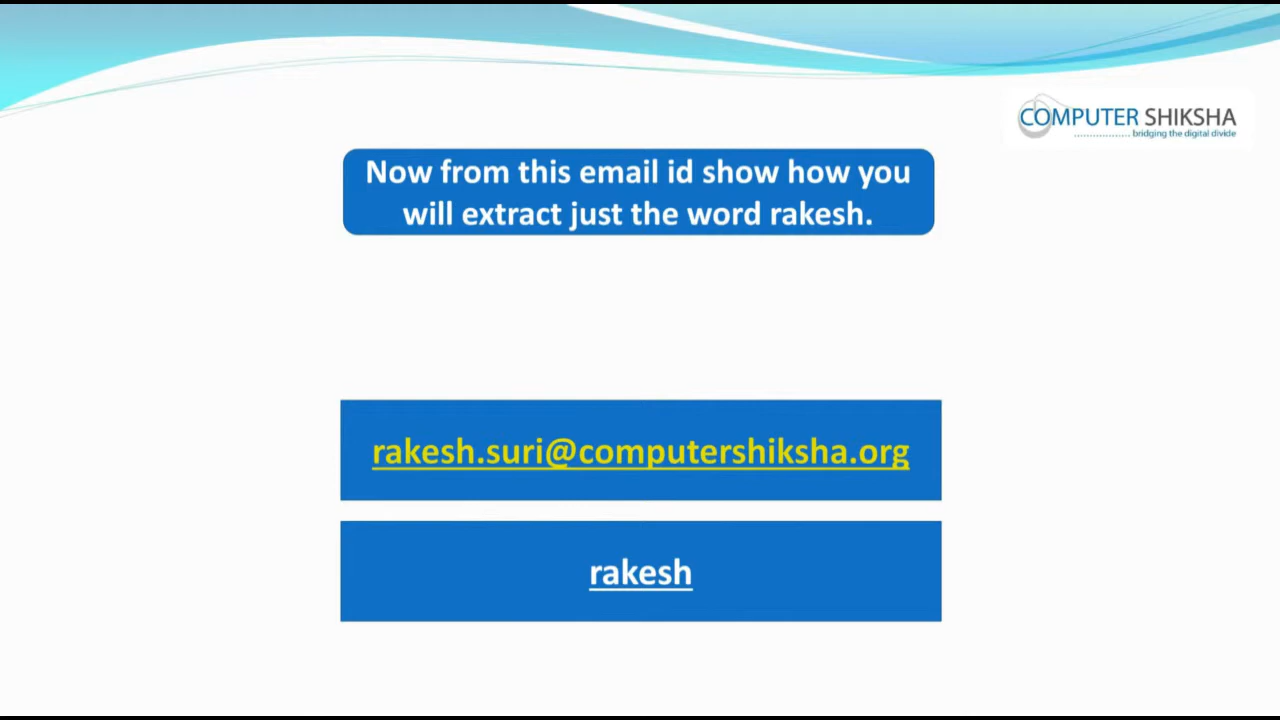 COMPUTER SHIKSHA
bridging the digital divide
Now from this email id show how you
will extract just the word rakesh.
rakesh.suri@computershiksha.org
rakesh